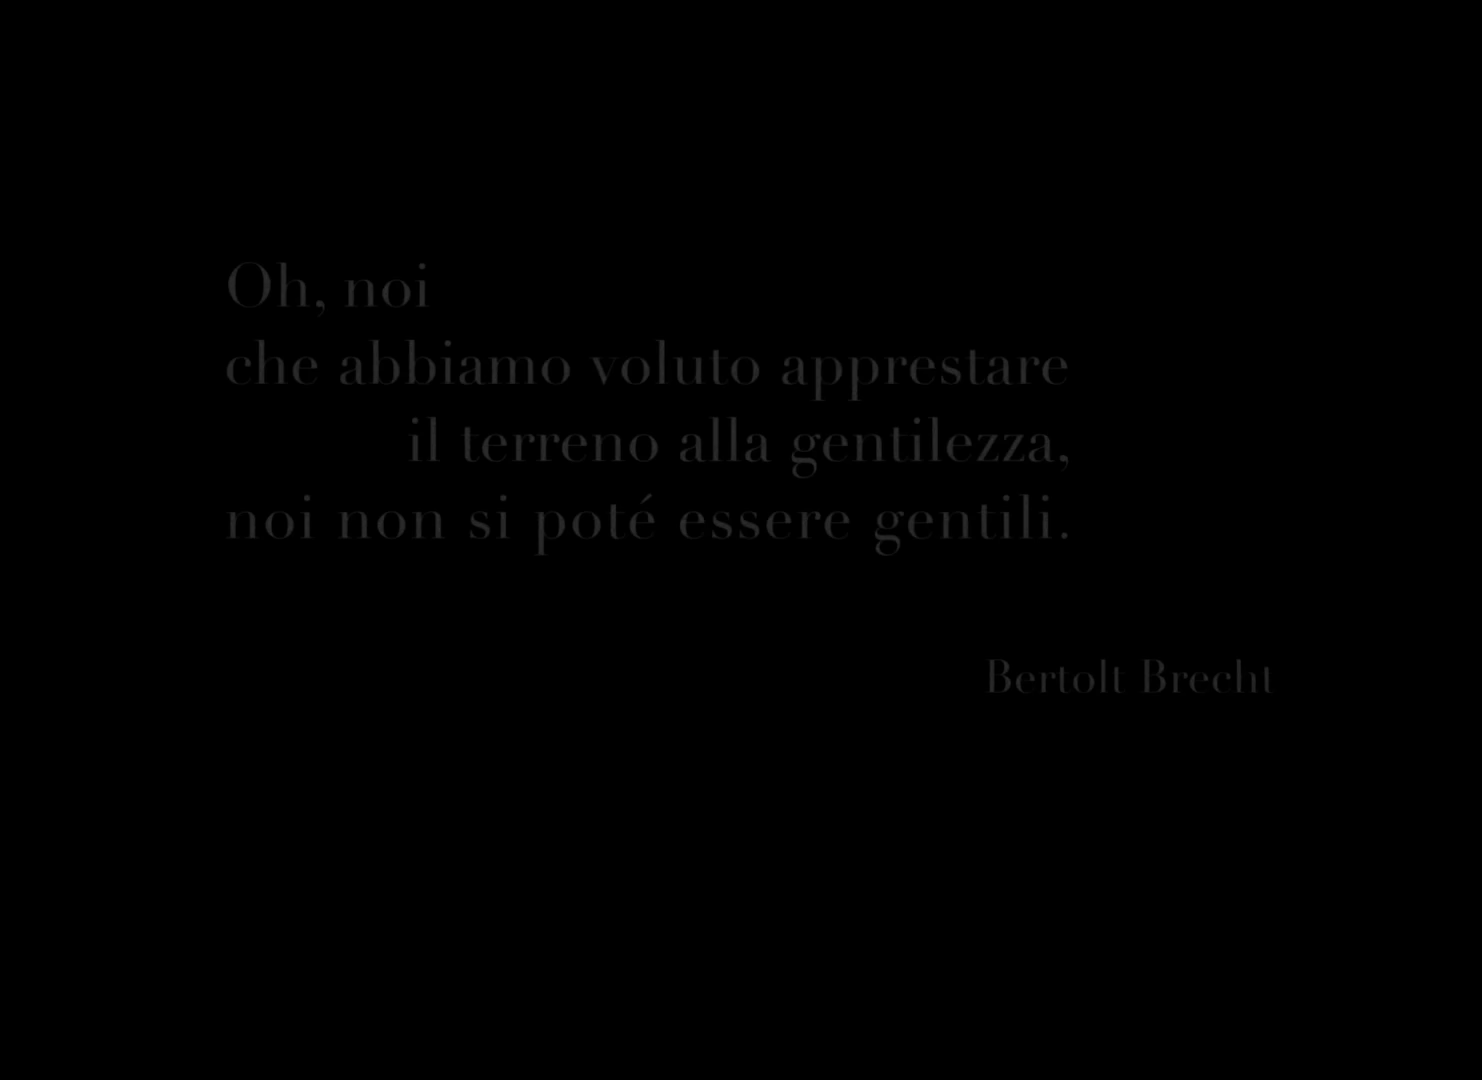 Oh, noi
che abbiamo voluto apprestare
il terreno alla gentilezza,
noi non si poté essere gentili.
Bertolt Brecht